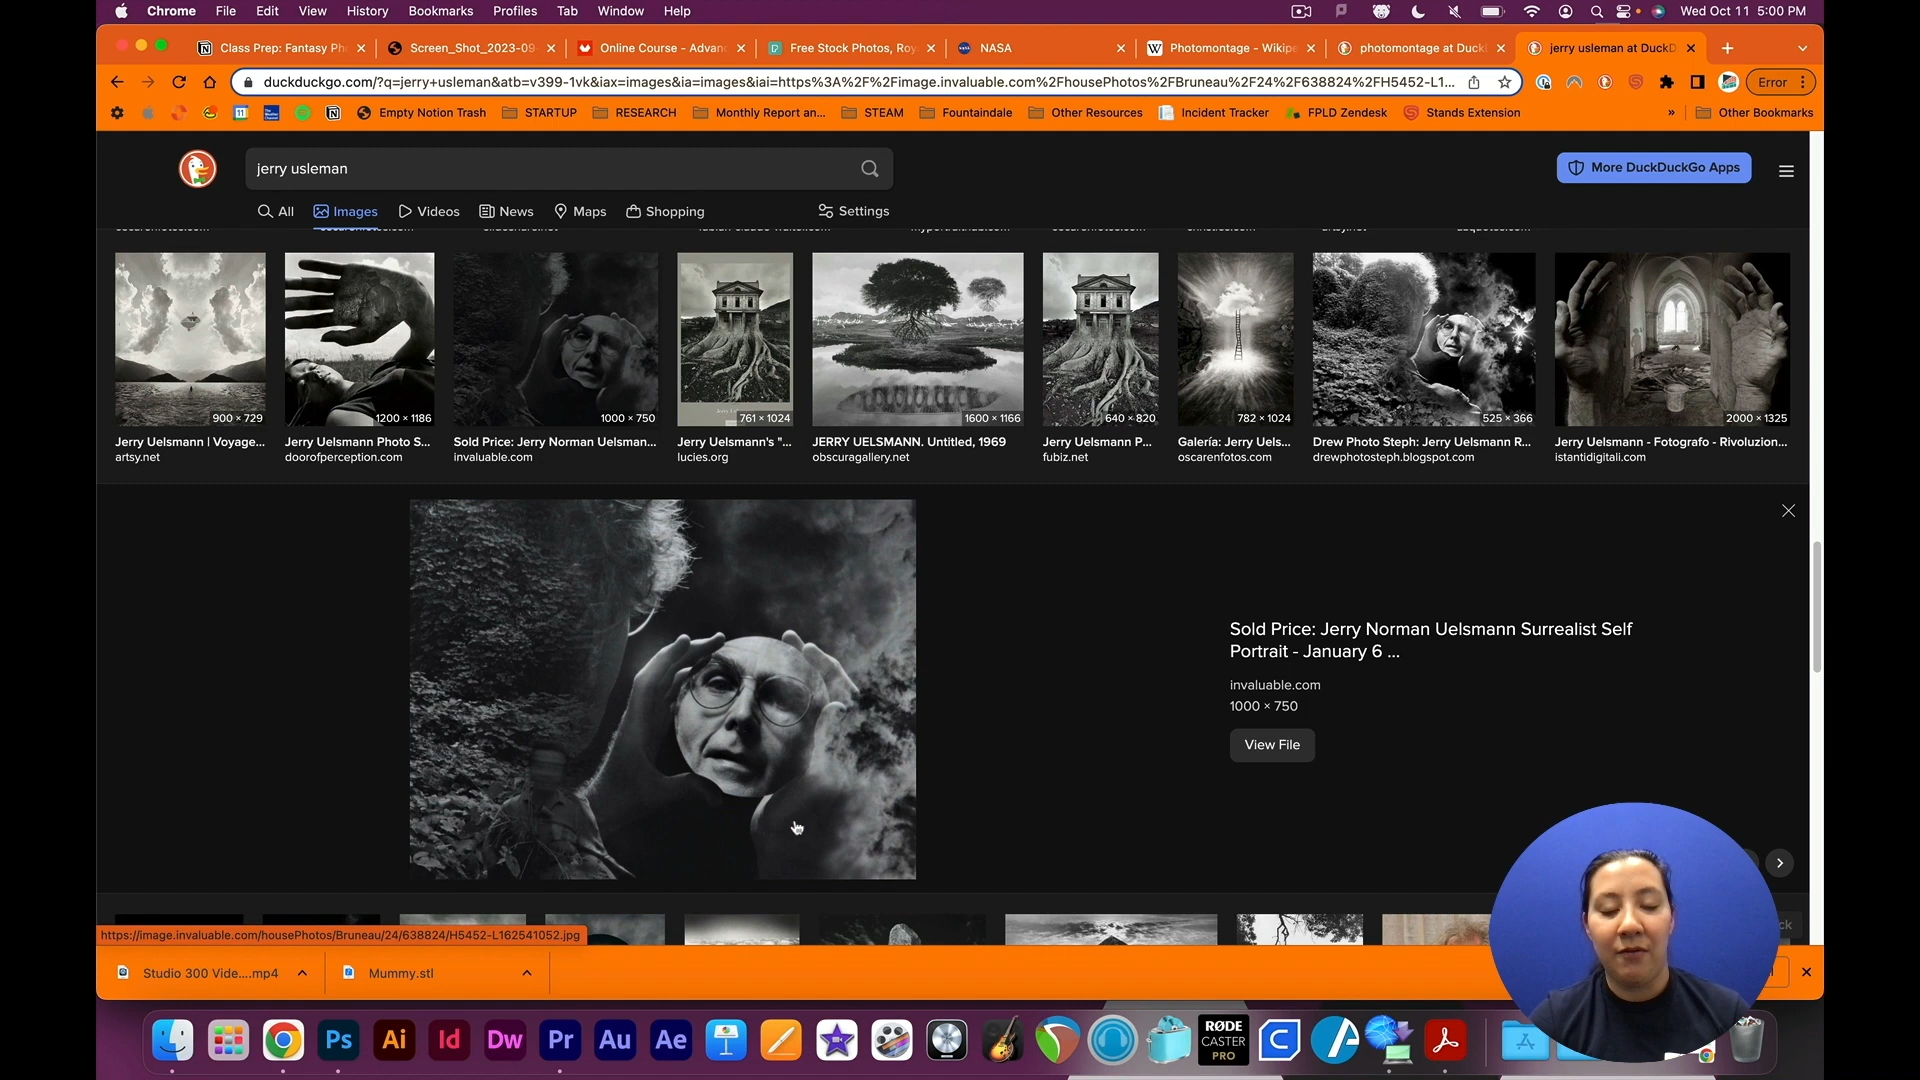 Chrome File Edit View History Bookmarks Profiles Tab Window Help
Wed Oct 11 5:00 PM
Class Prep: Fantasy Ph
Screen_Shot_2023-09-
Online Course - Advan
Free Stock Photos, Roy
NASA
Photomontage - Wikipe
photomontage at Duck
jerry usleman at DuckD
duckduckgo.com/?q=jerry+usleman&atb=v399-1vk&iax=images&ia=images&iai=https%3A%2F%2Fimage.invaluable.com%2FhousePhotos%2FBruneau%2F24%2F638824%2FH5452-L1...
Error
Empty Notion Trash
STARTUP
RESEARCH
Monthly Report an...
STEAM
Fountaindale
Other Resources
Incident Tracker
FPLD Zendesk
Stands Extension
»
Other Bookmarks
jerry usleman
More DuckDuckGo Apps
All Images Videos News Maps Shopping Settings
900 × 729
1200 × 1186
1000 × 750
761 × 1024
1600 × 1166
640 × 820
782 × 1024
525 × 366
2000 × 1325
Jerry Uelsmann | Voyage...
artsy.net
Jerry Uelsmann Photo S...
doorofperception.com
Sold Price: Jerry Norman Uelsman...
invaluable.com
Jerry Uelsmann's "...
lucies.org
JERRY UELSMANN. Untitled, 1969
obscuragallery.net
Jerry Uelsmann P...
fubiz.net
Galería: Jerry Uels...
oscarenfotos.com
Drew Photo Steph: Jerry Uelsmann R...
drewphotosteph.blogspot.com
Jerry Uelsmann - Fotografo - Rivoluzion...
istantidigitali.com
Sold Price: Jerry Norman Uelsmann Surrealist Self
Portrait - January 6 ...
invaluable.com
1000 × 750
View File
https://image.invaluable.com/housePhotos/Bruneau/24/638824/H5452-L162541052.jpg
Studio 300 Vide....mp4
Mummy.stl
Ps Ai Id Dw Pr Au Ae
RØDE
CASTER
PRO